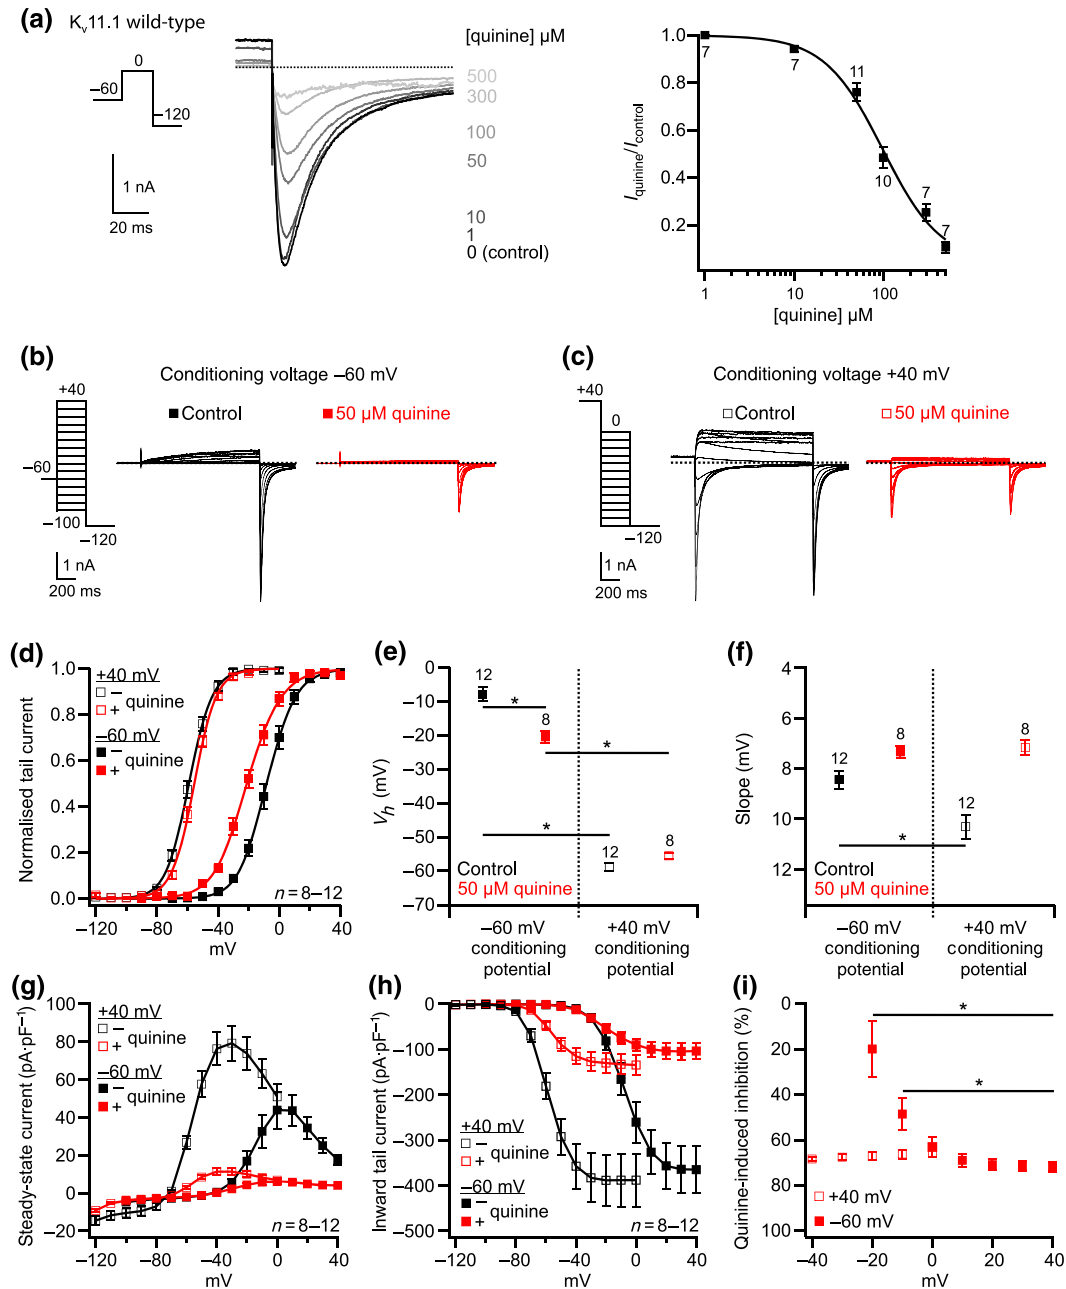 (a)
Kv11.1 wild-type
0
−60
−120
1 nA
20 ms
[quinine] µM
500
300
100
50
10
1
0 (control)
Iquinine/Icontrol
1.0
0.8
0.6
0.4
0.2
7
7
11
10
7
7
1
10
100
[quinine] µM
(b)
Conditioning voltage −60 mV
+40
−60
−100
−120
Control
50 µM quinine
1 nA
200 ms
(c)
Conditioning voltage +40 mV
+40
0
−120
Control
50 µM quinine
1 nA
200 ms
(d)
Normalised tail current
1.0
0.8
0.6
0.4
0.2
0.0
+40 mV
− quinine
+
−60 mV
− quinine
+
n = 8–12
−120
−80
−40
0
40
mV
(e)
Vh (mV)
0
−10
−20
−30
−40
−50
−60
−70
12
*
8
*
*
12
8
Control
50 µM quinine
−60 mV
conditioning
potential
+40 mV
conditioning
potential
(f)
Slope (mV)
4
6
8
10
12
12
8
8
12
*
Control
50 µM quinine
−60 mV
conditioning
potential
+40 mV
conditioning
potential
(g)
Steady-state current (pA·pF−1)
100
80
60
40
20
0
−20
+40 mV
− quinine
+
−60 mV
− quinine
+
n = 8–12
−120
−80
−40
0
40
mV
(h)
Inward tail current (pA·pF−1)
0
−100
−200
−300
−400
−500
+40 mV
− quinine
+
−60 mV
− quinine
+
n = 8–12
−120
−80
−40
0
40
mV
(i)
Quinine-induced inhibition (%)
0
20
40
60
80
100
*
*
+40 mV
−60 mV
−40
−20
0
20
40
mV